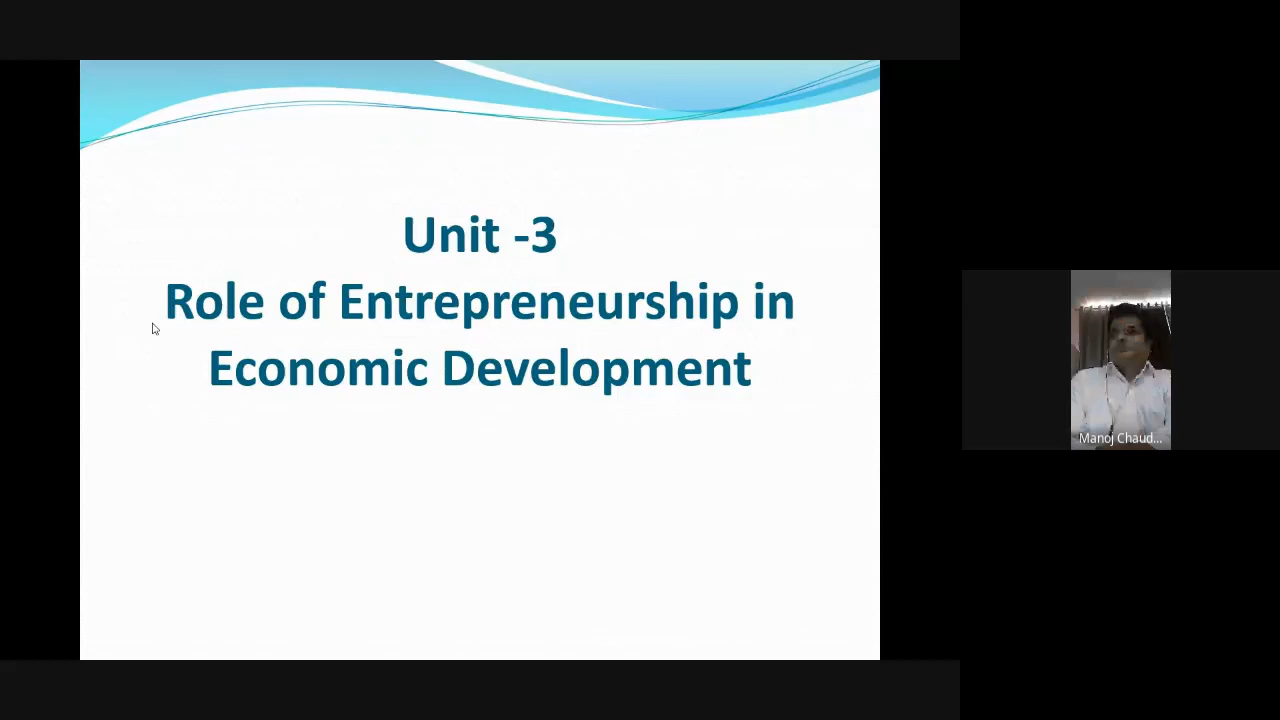 Unit -3
Role of Entrepreneurship in
Economic Development
Manoj Chaud...